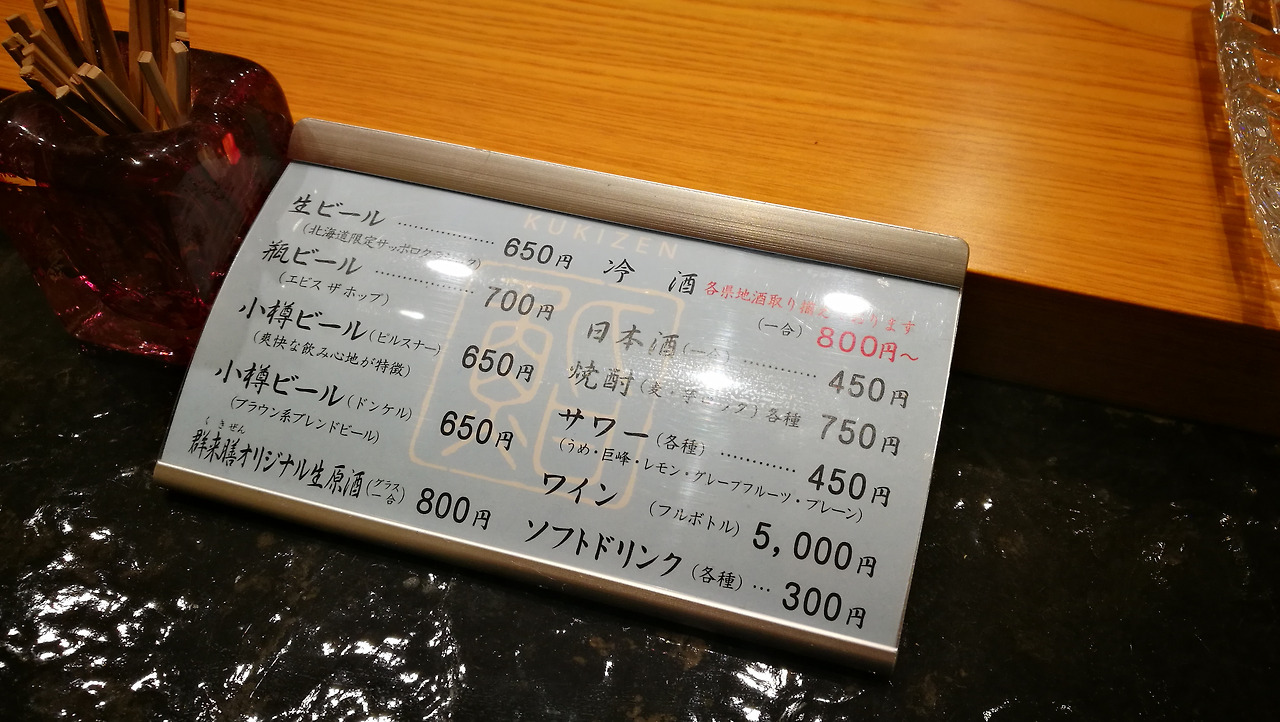 KUKIZEN
生ビール 650円
(北海道限定サッポロクラシック)
瓶ビール 700円
(エビス ザ ホップ)
小樽ビール(ピルスナー) 650円
(爽快な飲み心地が特徴)
小樽ビール(ドンケル) 650円
(ブラウン系ブレンドビール)
くきぜん
群来膳オリジナル生原酒(グラス一合) 800円
冷酒 各県地酒取り揃えております
(一合) 800円~
日本酒(一合) 450円
焼酎(麦・芋ロック)各種 750円
サワー(各種) 450円
(うめ・巨峰・レモン・グレープフルーツ・プレーン)
ワイン (フルボトル) 5,000円
ソフトドリンク(各種) 300円